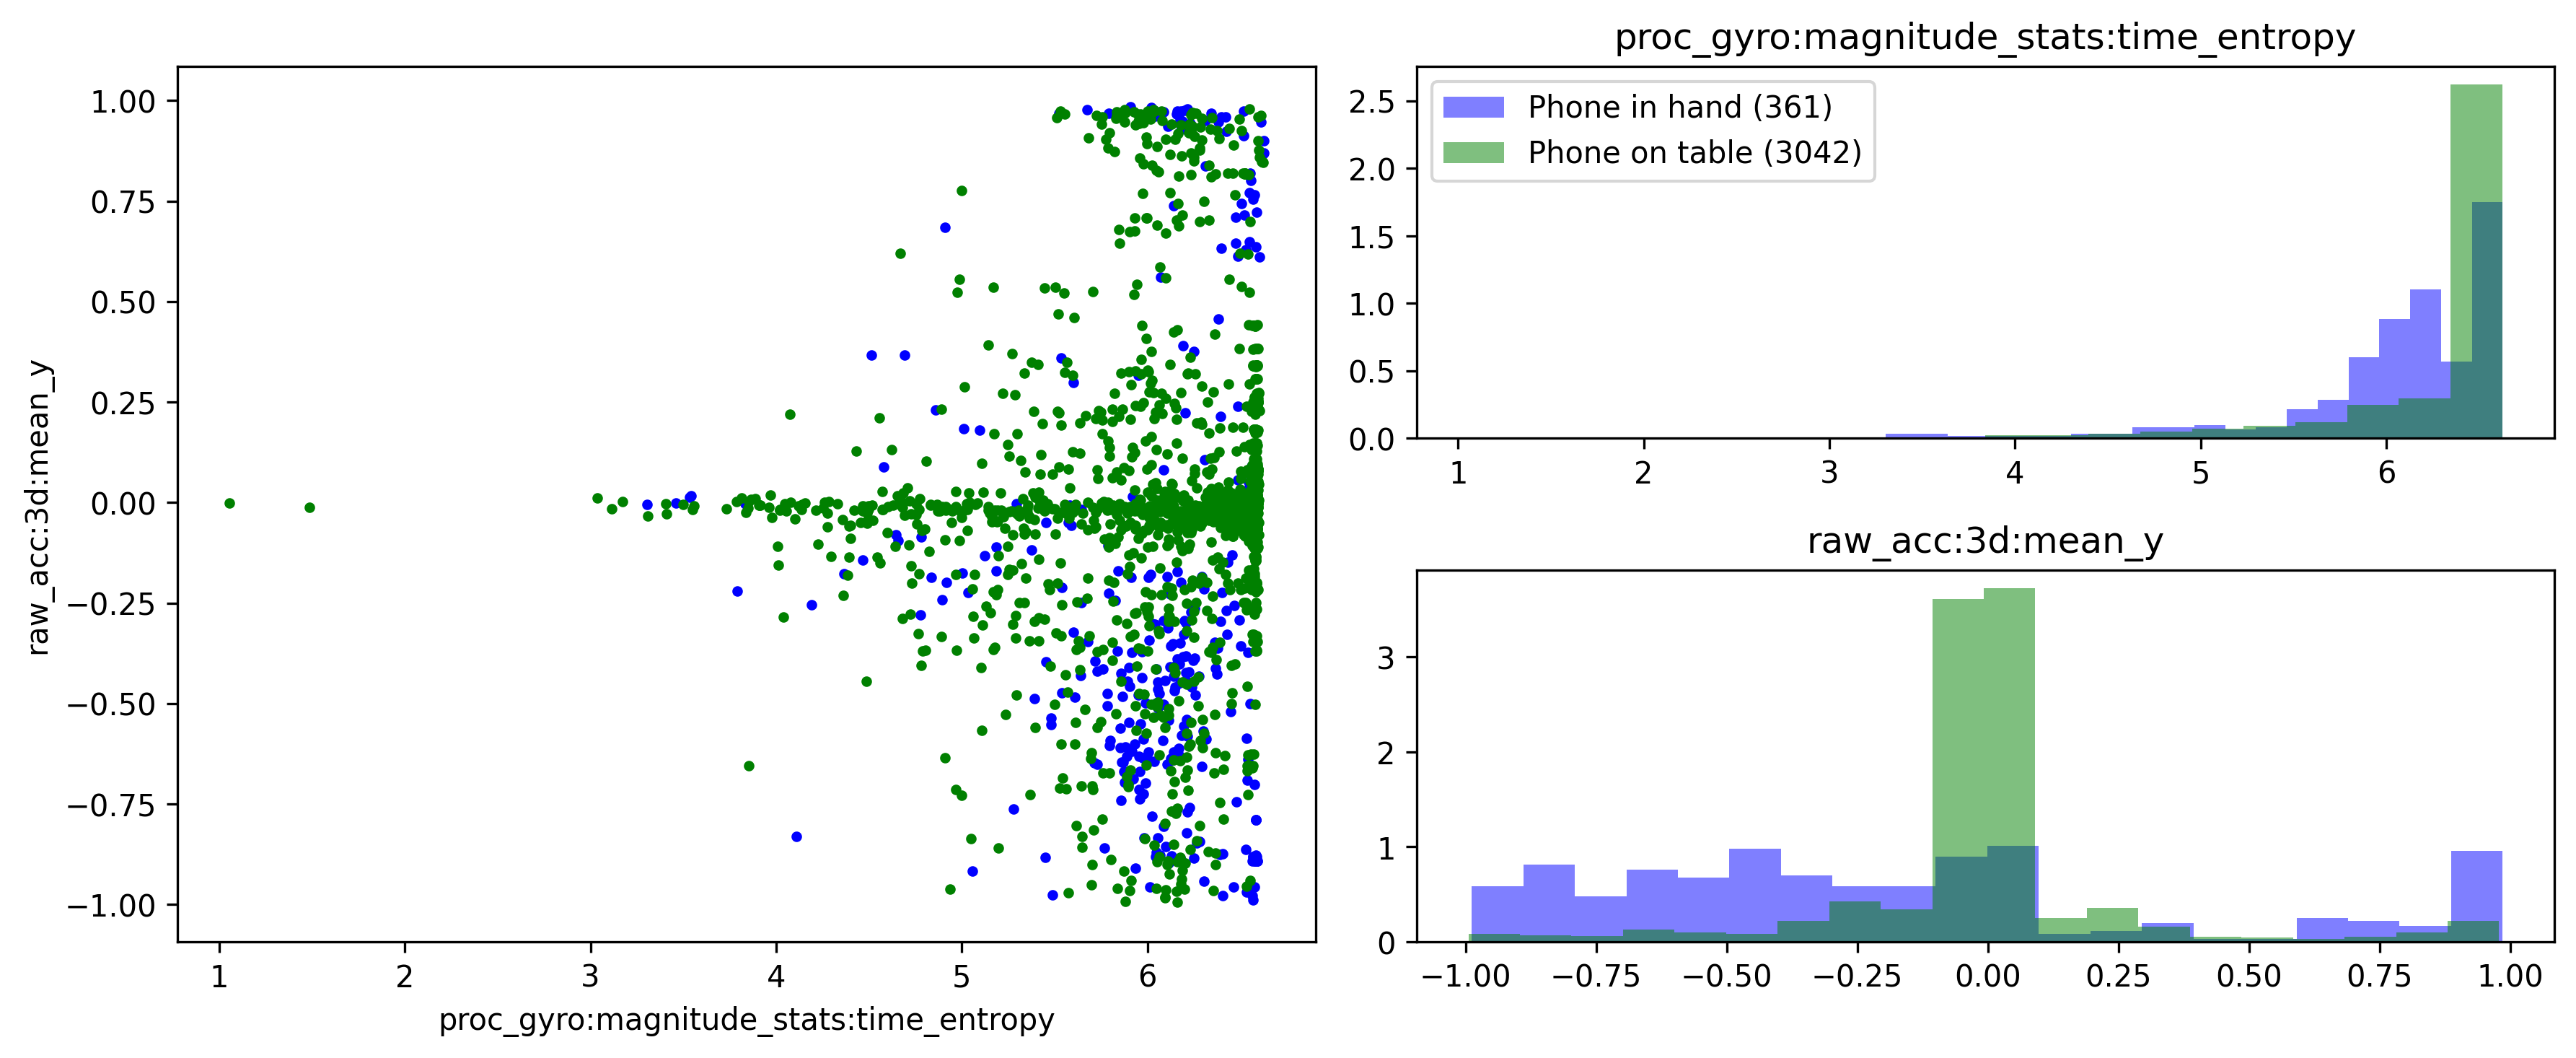 raw_acc:3d:mean_y
1.00
0.75
0.50
0.25
0.00
−0.25
−0.50
−0.75
−1.00
1 2 3 4 5 6
proc_gyro:magnitude_stats:time_entropy
proc_gyro:magnitude_stats:time_entropy
Phone in hand (361)
Phone on table (3042)
2.5
2.0
1.5
1.0
0.5
0.0
1 2 3 4 5 6
raw_acc:3d:mean_y
3
2
1
0
−1.00 −0.75 −0.50 −0.25 0.00 0.25 0.50 0.75 1.00